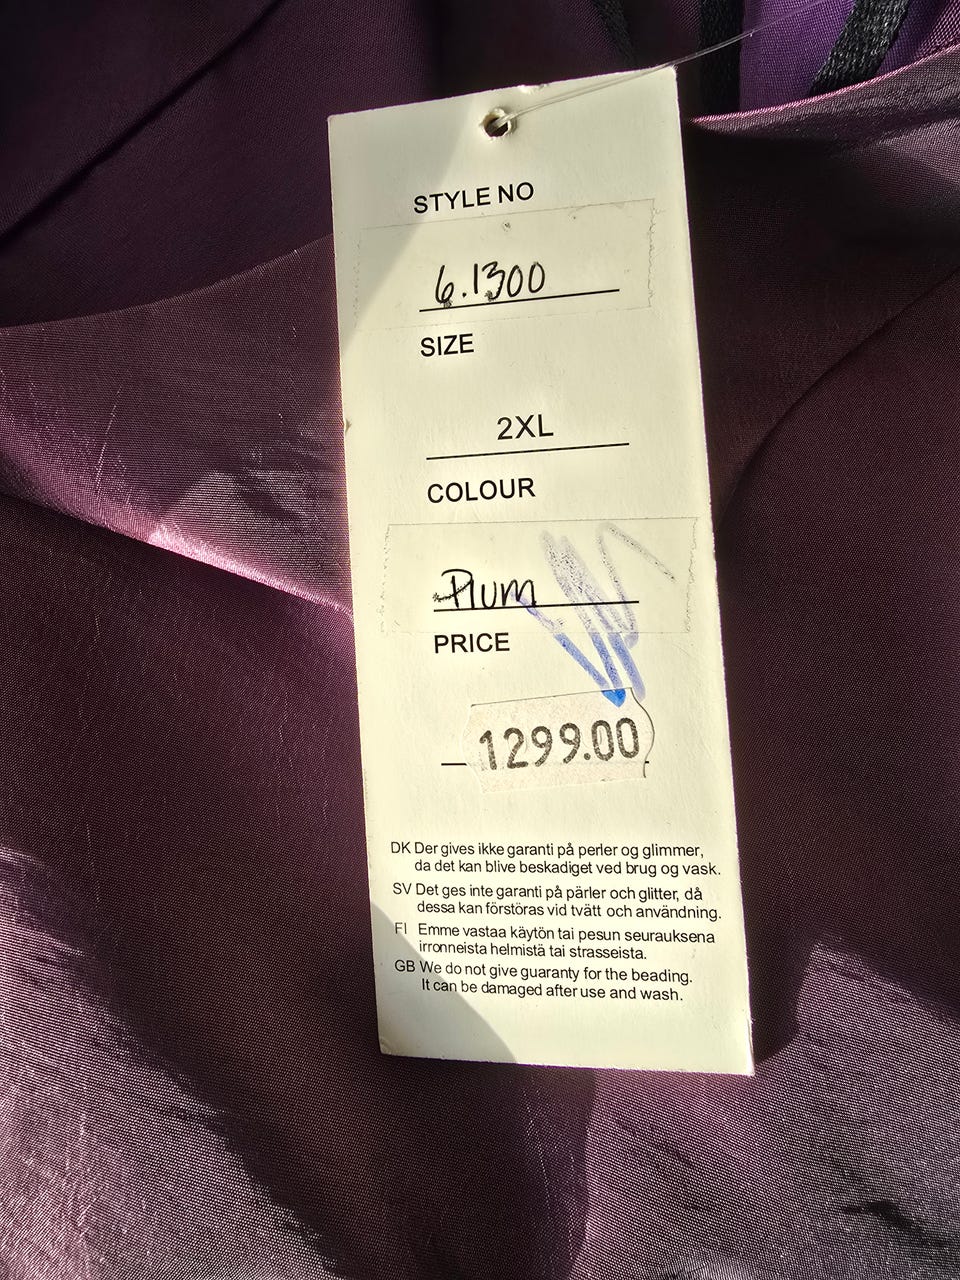 STYLE NO
6.1300
SIZE
2XL
COLOUR
Plum
PRICE
1299.00
DK Der gives ikke garanti på perler og glimmer,
da det kan blive beskadiget ved brug og vask.
SV Det ges inte garanti på pärler och glitter, då
dessa kan förstöras vid tvätt och användning.
FI Emme vastaa käytön tai pesun seurauksena
irronneista helmistä tai strasseista.
GB We do not give guaranty for the beading.
It can be damaged after use and wash.